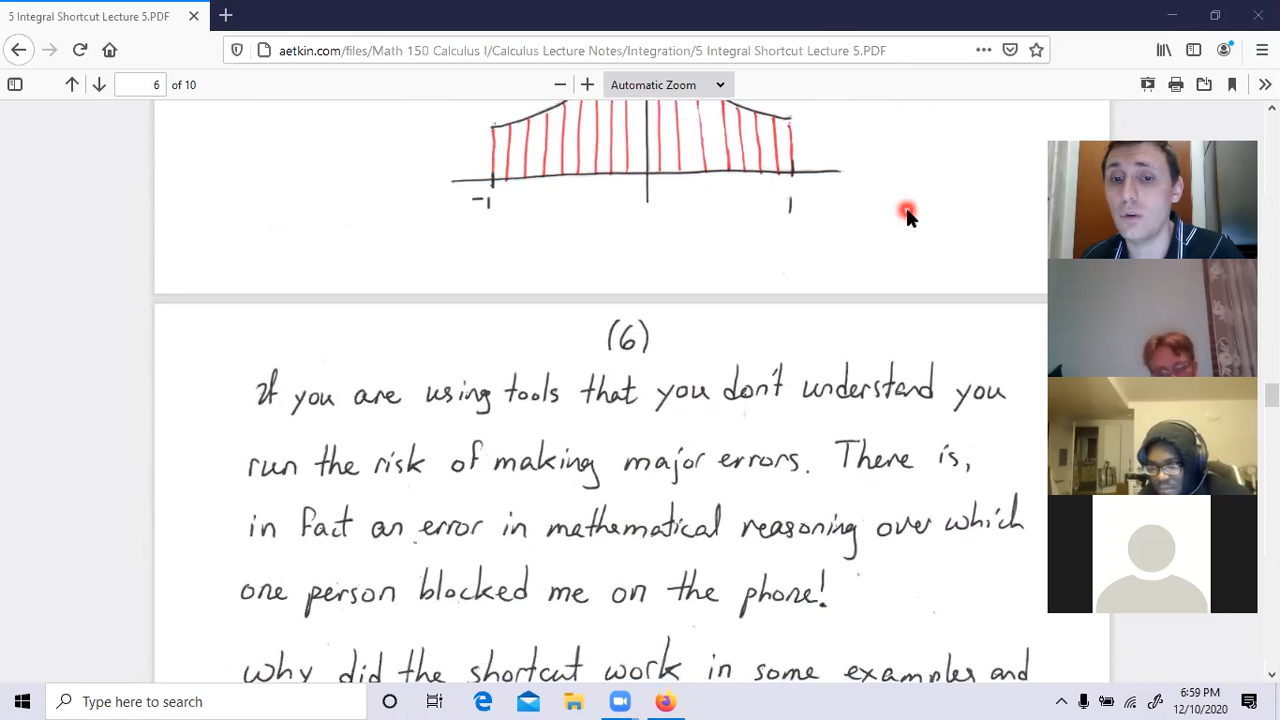 5 Integral Shortcut Lecture 5.PDF
aetkin.com/files/Math 150 Calculus I/Calculus Lecture Notes/Integration/5 Integral Shortcut Lecture 5.PDF
6 of 10
Automatic Zoom
-1 1
(6)
If you are using tools that you don't understand you
run the risk of making major errors. There is,
in fact an error in mathematical reasoning over which
one person blocked me on the phone!
why did the shortcut work in some examples and
Type here to search
6:59 PM
12/10/2020